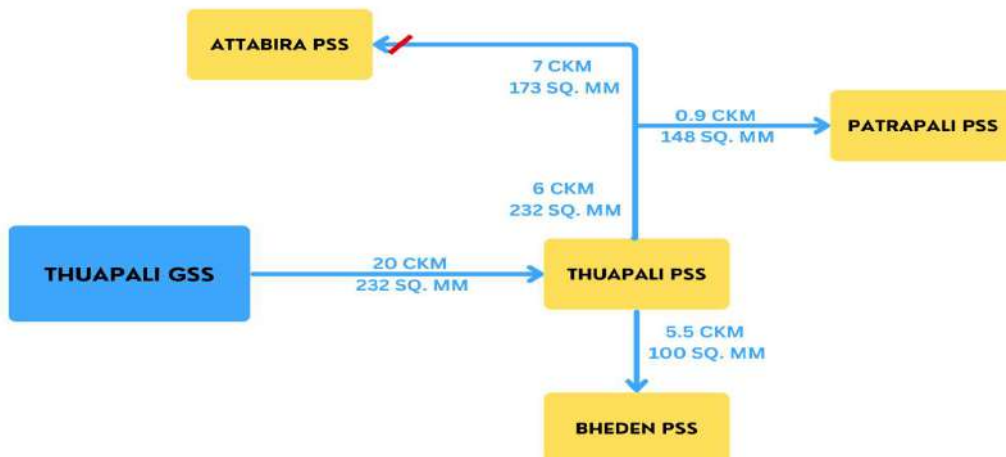 ATTABIRA PSS
7 CKM
173 SQ. MM
0.9 CKM
148 SQ. MM
PATRAPALI PSS
6 CKM
232 SQ. MM
THUAPALI GSS
20 CKM
232 SQ. MM
THUAPALI PSS
5.5 CKM
100 SQ. MM
BHEDEN PSS